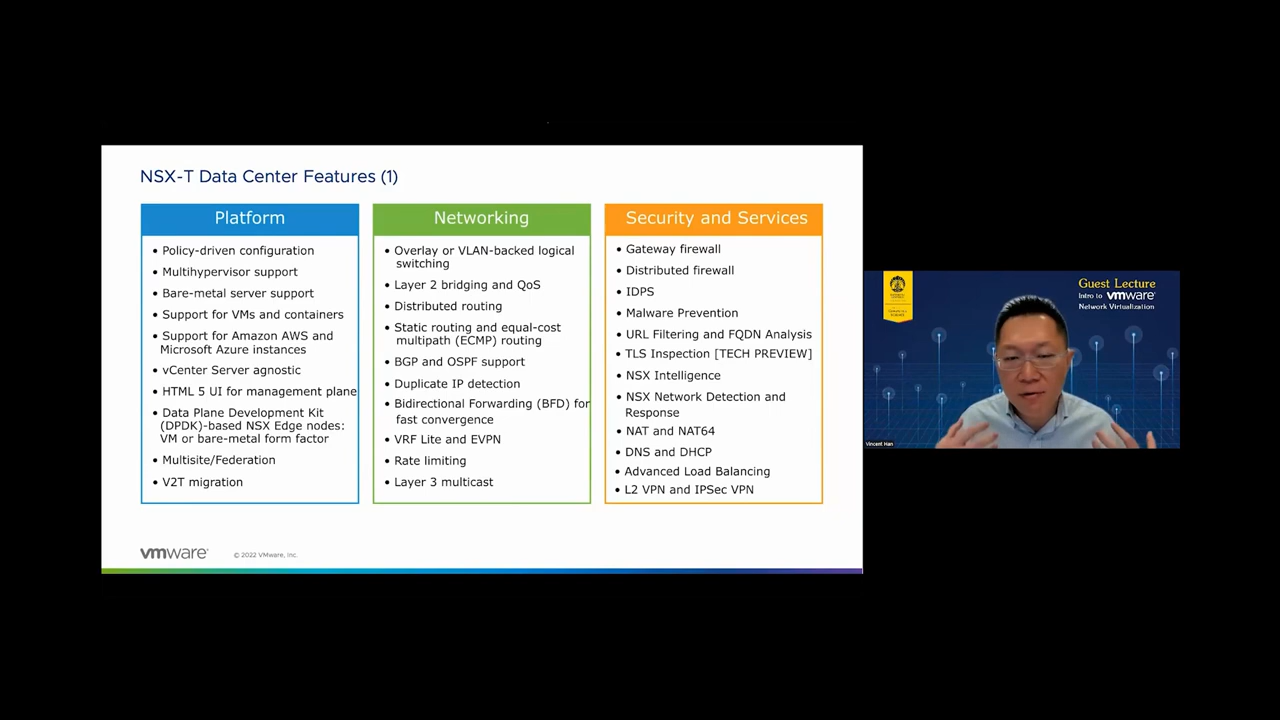 NSX-T Data Center Features (1)
Platform
• Policy-driven configuration
• Multihypervisor support
• Bare-metal server support
• Support for VMs and containers
• Support for Amazon AWS and
Microsoft Azure instances
• vCenter Server agnostic
• HTML 5 UI for management plane
• Data Plane Development Kit
(DPDK)-based NSX Edge nodes:
VM or bare-metal form factor
• Multisite/Federation
• V2T migration
Networking
• Overlay or VLAN-backed logical
switching
• Layer 2 bridging and QoS
• Distributed routing
• Static routing and equal-cost
multipath (ECMP) routing
• BGP and OSPF support
• Duplicate IP detection
• Bidirectional Forwarding (BFD) for
fast convergence
• VRF Lite and EVPN
• Rate limiting
• Layer 3 multicast
Security and Services
• Gateway firewall
• Distributed firewall
• IDPS
• Malware Prevention
• URL Filtering and FQDN Analysis
• TLS Inspection [TECH PREVIEW]
• NSX Intelligence
• NSX Network Detection and
Response
• NAT and NAT64
• DNS and DHCP
• Advanced Load Balancing
• L2 VPN and IPSec VPN
vmware®
© 2022 VMware, Inc.
Guest Lecture
Intro to vmware®
Network Virtualization
Vincent Han